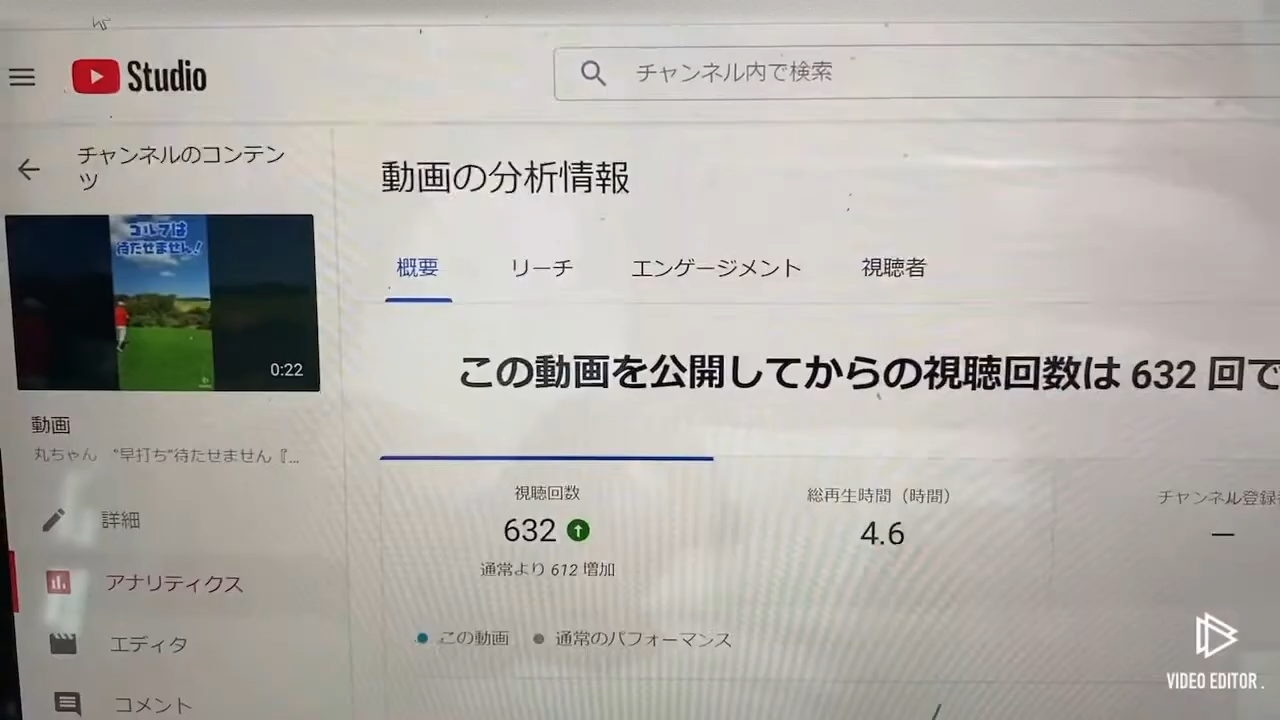 Studio
チャンネル内で検索
チャンネルのコンテン
ツ
ゴルフは
待たせません!
0:22
動画
丸ちゃん "早打ち"待たせません『...
詳細
アナリティクス
エディタ
コメント
動画の分析情報
概要 リーチ エンゲージメント 視聴者
この動画を公開してからの視聴回数は 632 回で
視聴回数
632
通常より 612 増加
総再生時間（時間）
4.6
チャンネル登録
—
この動画 通常のパフォーマンス
VIDEO EDITOR.